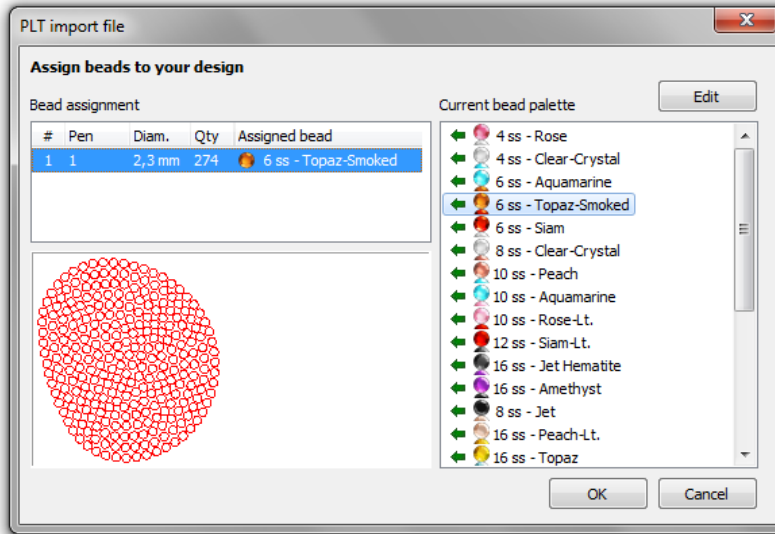 PLT import file
Assign beads to your design
Bead assignment
# Pen Diam. Qty Assigned bead
1 1 2,3 mm 274 6 ss - Topaz-Smoked
Current bead palette
Edit
4 ss - Rose
4 ss - Clear-Crystal
6 ss - Aquamarine
6 ss - Topaz-Smoked
6 ss - Siam
8 ss - Clear-Crystal
10 ss - Peach
10 ss - Aquamarine
10 ss - Rose-Lt.
12 ss - Siam-Lt.
16 ss - Jet Hematite
16 ss - Amethyst
8 ss - Jet
16 ss - Peach-Lt.
16 ss - Topaz
OK Cancel